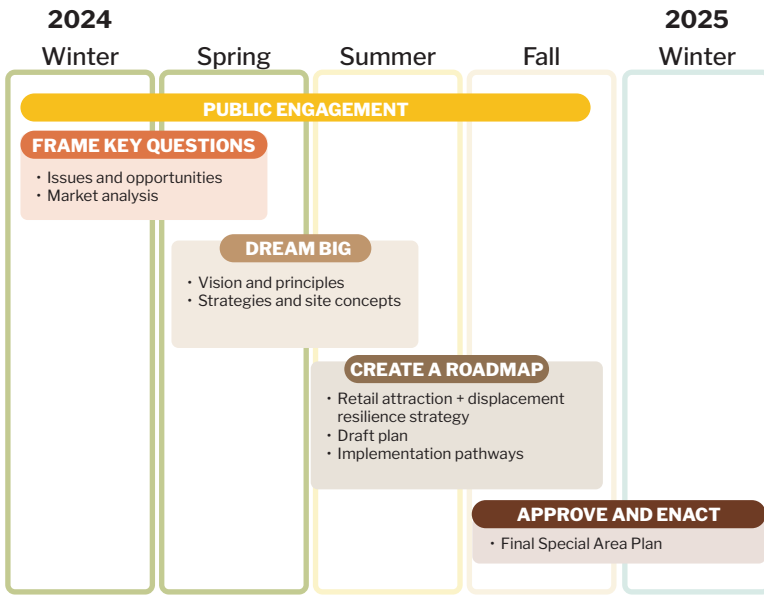 2024
2025
Winter
Spring
Summer
Fall
Winter
PUBLIC ENGAGEMENT
FRAME KEY QUESTIONS
• Issues and opportunities
• Market analysis
DREAM BIG
• Vision and principles
• Strategies and site concepts
CREATE A ROADMAP
• Retail attraction + displacement
resilience strategy
• Draft plan
• Implementation pathways
APPROVE AND ENACT
• Final Special Area Plan